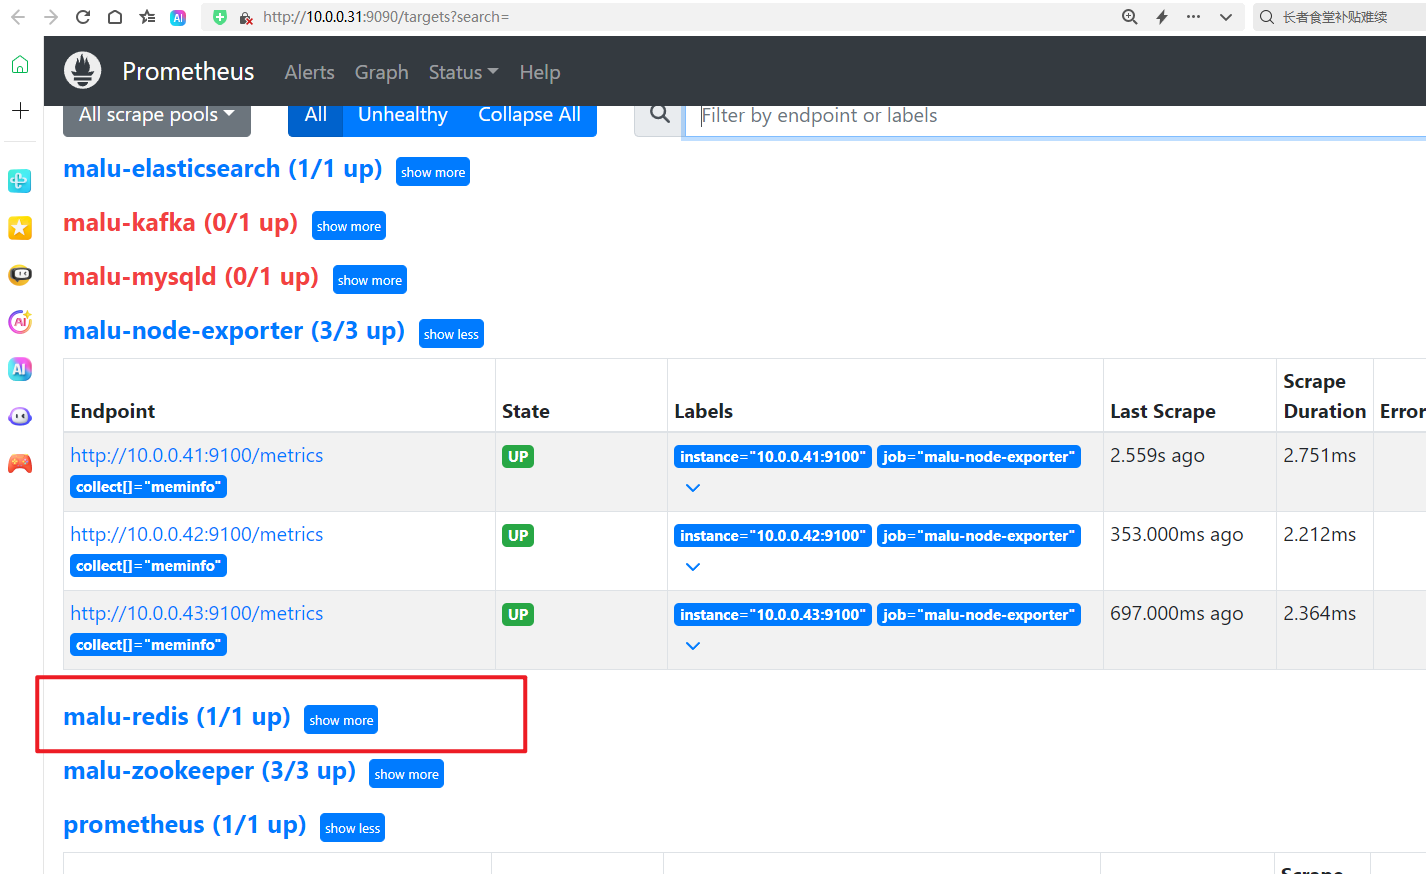 http://10.0.0.31:9090/targets?search=
长者食堂补贴难续
Prometheus Alerts Graph Status Help
All scrape pools All Unhealthy Collapse All Filter by endpoint or labels
malu-elasticsearch (1/1 up) show more
malu-kafka (0/1 up) show more
malu-mysqld (0/1 up) show more
malu-node-exporter (3/3 up) show less
Endpoint State Labels Last Scrape Scrape Duration Error
http://10.0.0.41:9100/metrics UP instance="10.0.0.41:9100" job="malu-node-exporter" 2.559s ago 2.751ms
collect[]="meminfo"
http://10.0.0.42:9100/metrics UP instance="10.0.0.42:9100" job="malu-node-exporter" 353.000ms ago 2.212ms
collect[]="meminfo"
http://10.0.0.43:9100/metrics UP instance="10.0.0.43:9100" job="malu-node-exporter" 697.000ms ago 2.364ms
collect[]="meminfo"
malu-redis (1/1 up) show more
malu-zookeeper (3/3 up) show more
prometheus (1/1 up) show less
Scrape